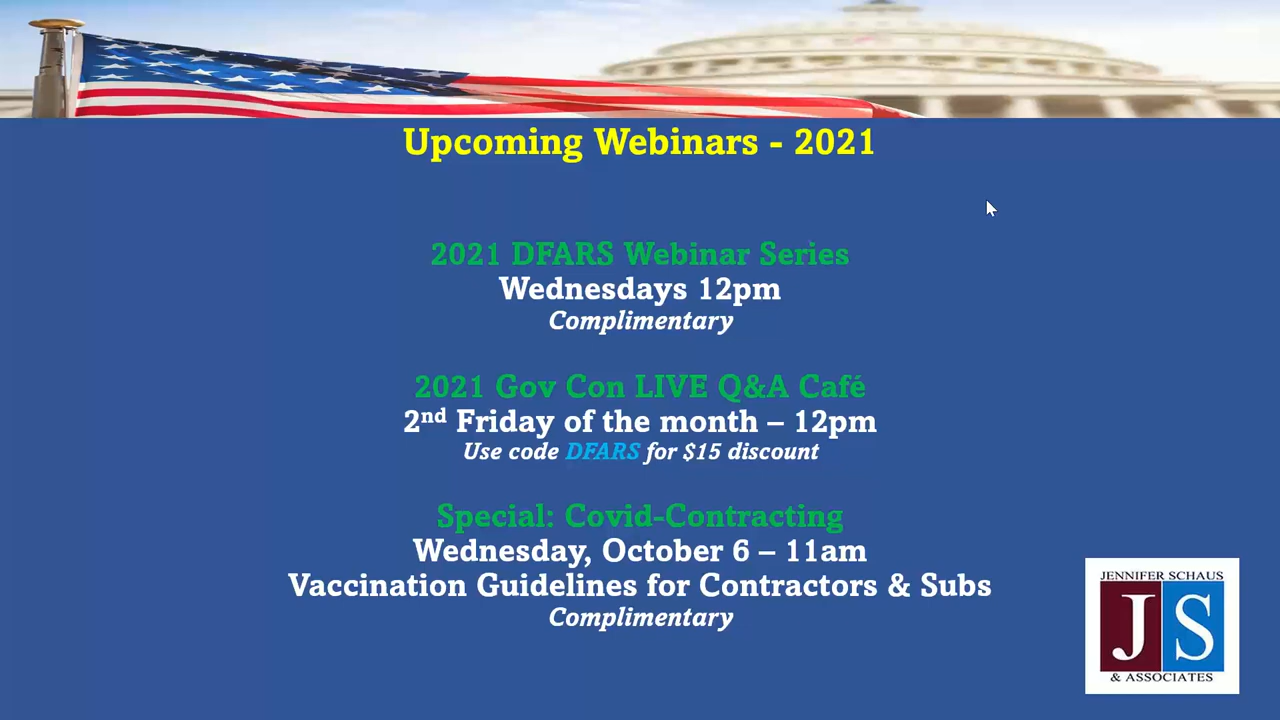 Upcoming Webinars - 2021
2021 DFARS Webinar Series
Wednesdays 12pm
Complimentary
2021 Gov Con LIVE Q&A Café
2nd Friday of the month – 12pm
Use code DFARS for $15 discount
Special: Covid-Contracting
Wednesday, October 6 – 11am
Vaccination Guidelines for Contractors & Subs
Complimentary
JENNIFER SCHAUS
JS
& ASSOCIATES